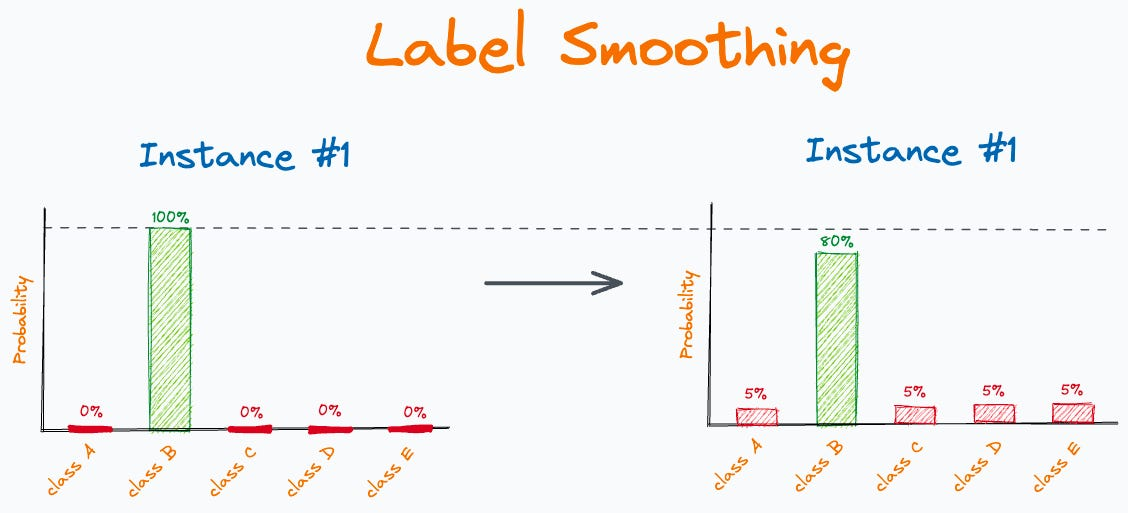 Label Smoothing
Instance #1
Probability
100%
0%
0%
0%
0%
class A
class B
class C
class D
class E
Instance #1
Probability
80%
5%
5%
5%
5%
class A
class B
class C
class D
class E